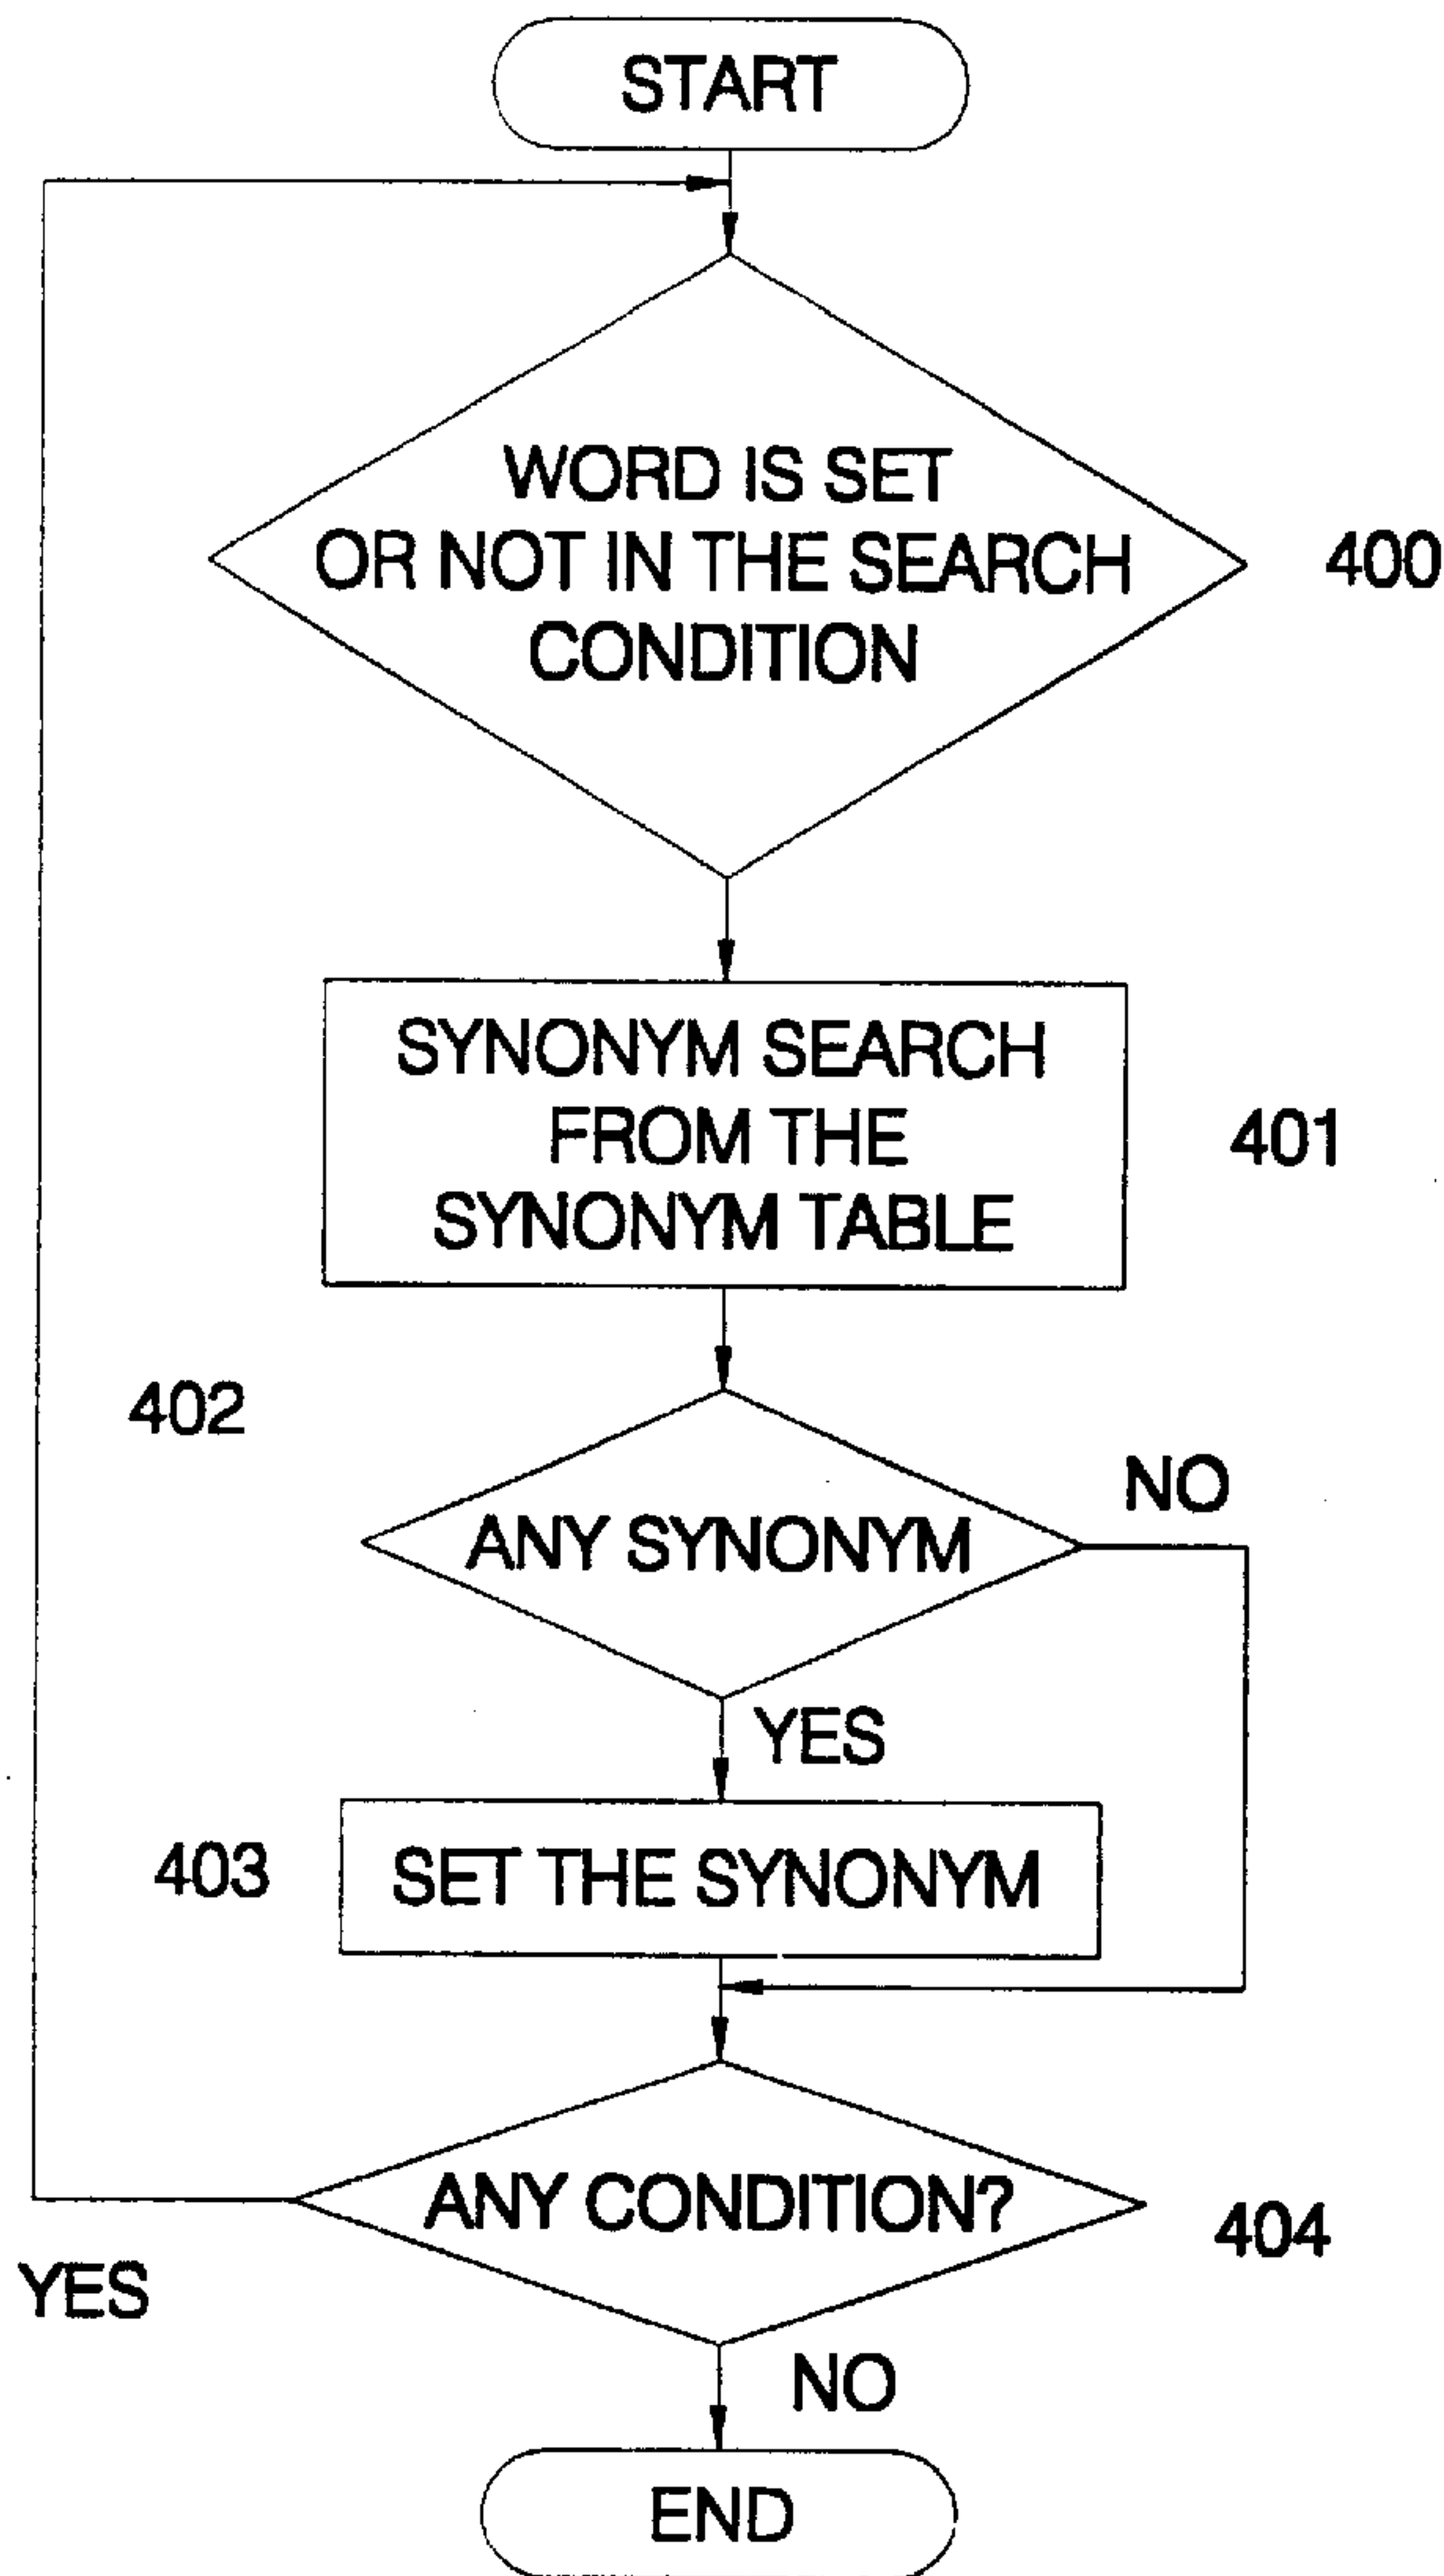 START
WORD IS SET
OR NOT IN THE SEARCH
CONDITION
400
SYNONYM SEARCH
FROM THE
SYNONYM TABLE
401
402
ANY SYNONYM
NO
YES
403
SET THE SYNONYM
ANY CONDITION?
404
YES
NO
END